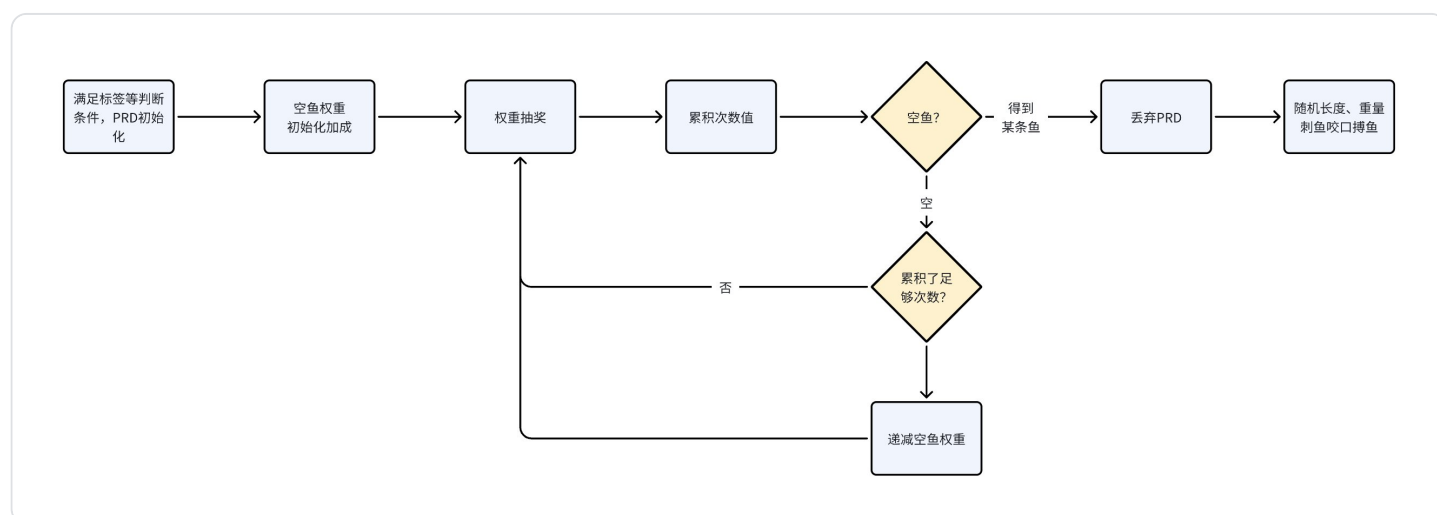 满足标签等判断
条件，PRD初始
化
空鱼权重
初始化加成
权重抽奖
累积次数值
空鱼？
得到
某条鱼
丢弃PRD
随机长度、重量
刺鱼咬口搏鱼
空
累积了足
够次数？
否
递减空鱼权重